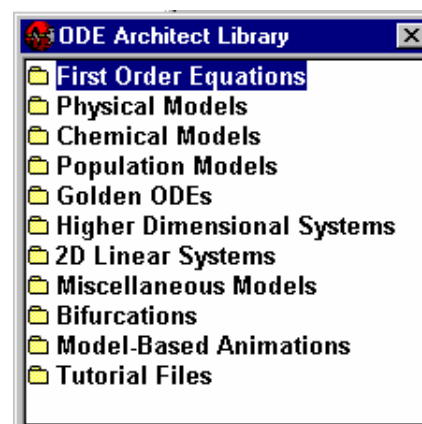 ODE Architect Library
First Order Equations
Physical Models
Chemical Models
Population Models
Golden ODEs
Higher Dimensional Systems
2D Linear Systems
Miscellaneous Models
Bifurcations
Model-Based Animations
Tutorial Files